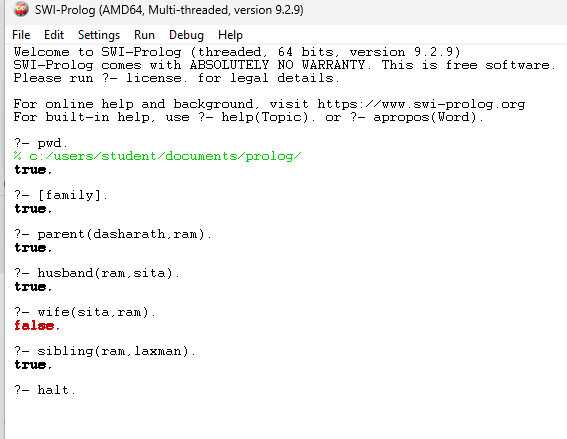 SWI-Prolog (AMD64, Multi-threaded, version 9.2.9)
File Edit Settings Run Debug Help
Welcome to SWI-Prolog (threaded, 64 bits, version 9.2.9)
SWI-Prolog comes with ABSOLUTELY NO WARRANTY. This is free software.
Please run ?- license. for legal details.
For online help and background, visit https://www.swi-prolog.org
For built-in help, use ?- help(Topic). or ?- apropos(Word).
?- pwd.
% c:/users/student/documents/prolog/
true.
?- [family].
true.
?- parent(dasharath,ram).
true.
?- husband(ram,sita).
true.
?- wife(sita,ram).
false.
?- sibling(ram,laxman).
true.
?- halt.